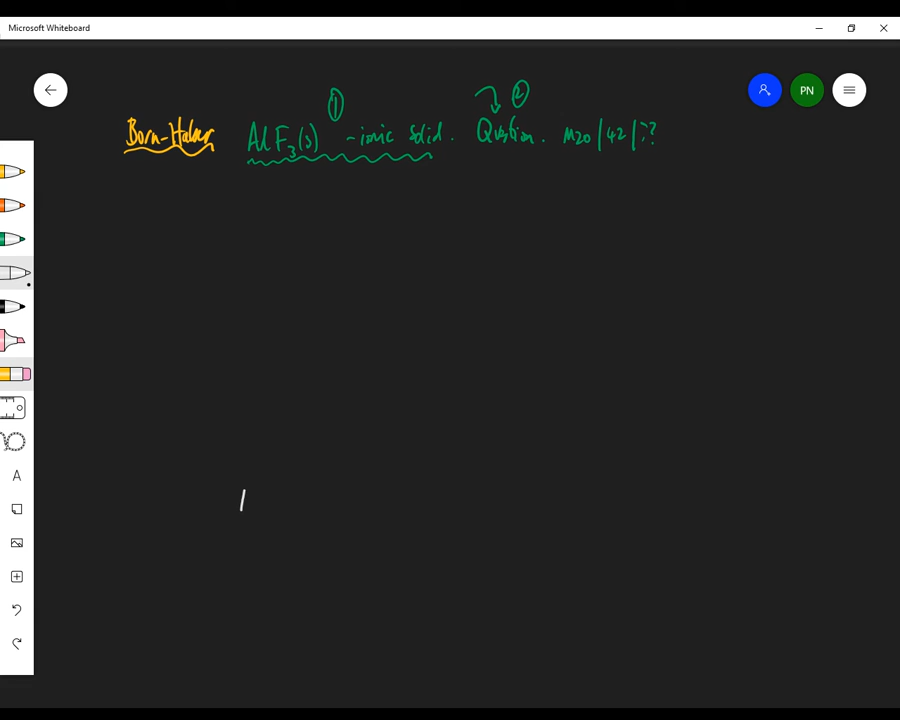 Microsoft Whiteboard
PN
① ②
Born-Haber AlF₃(s) - ionic solid. Question. M20/42/??
A